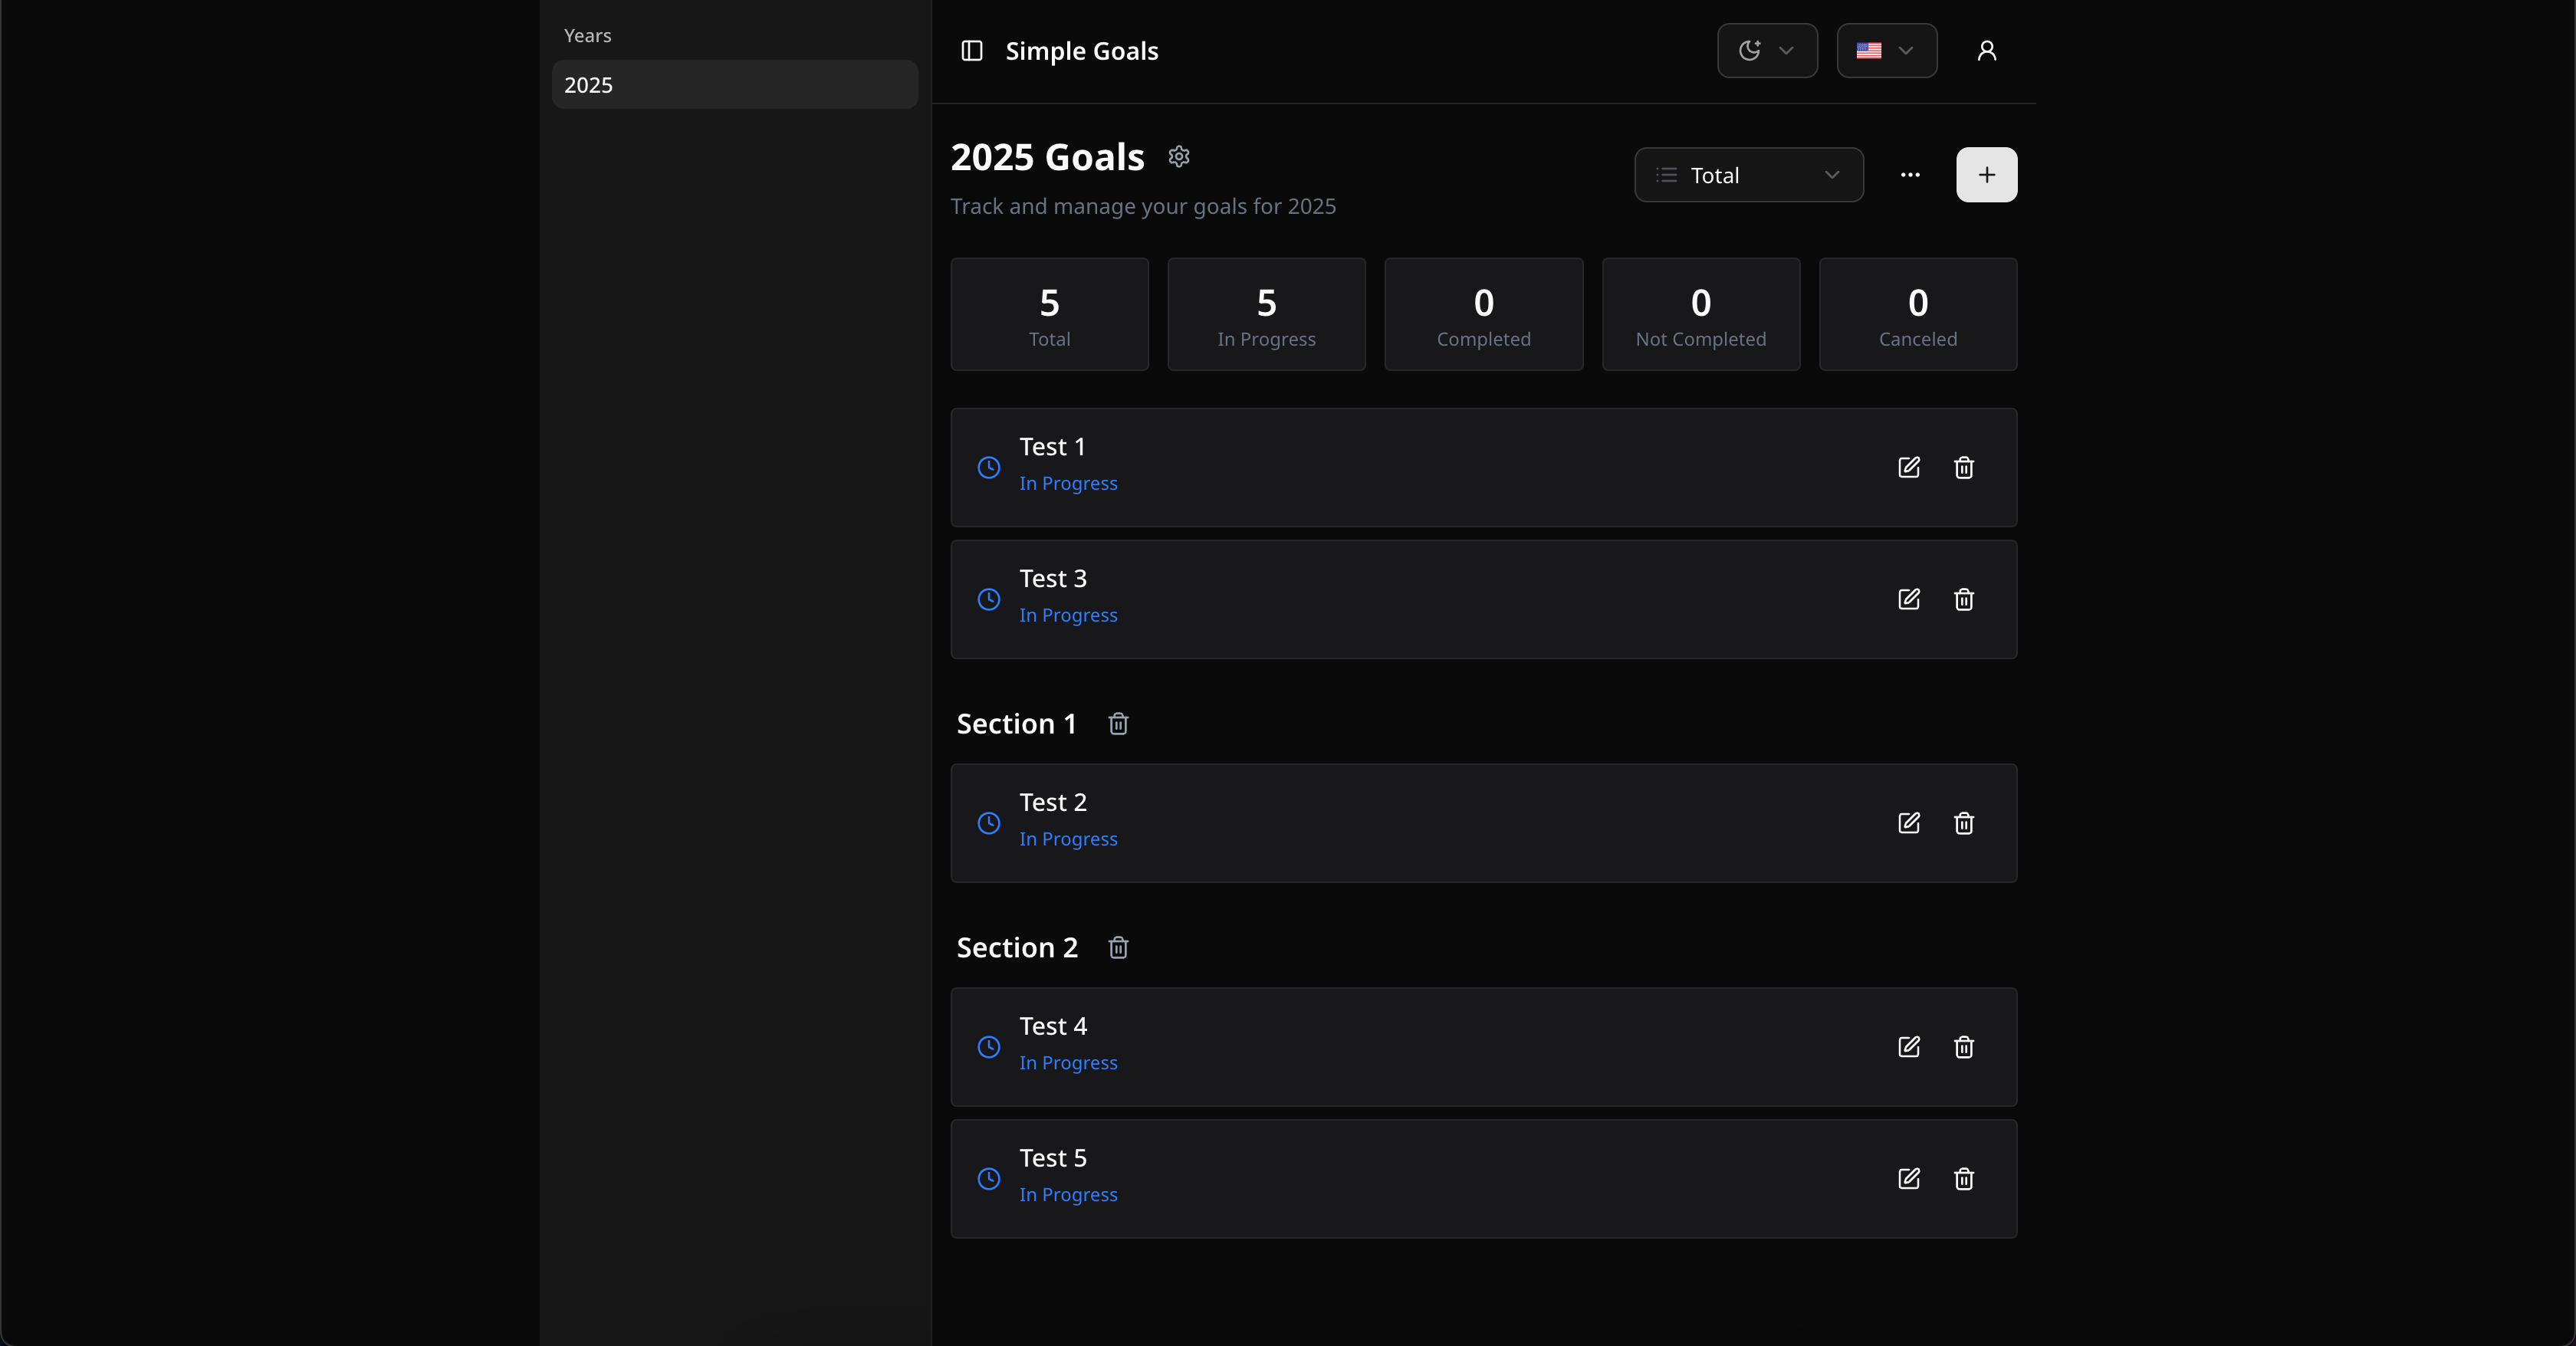 Years
2025
Simple Goals
2025 Goals
Track and manage your goals for 2025
Total
5
Total
5
In Progress
0
Completed
0
Not Completed
0
Canceled
Test 1
In Progress
Test 3
In Progress
Section 1
Test 2
In Progress
Section 2
Test 4
In Progress
Test 5
In Progress